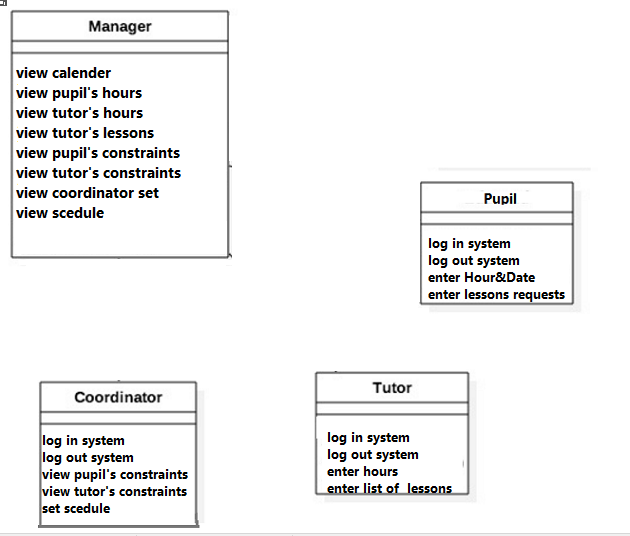 Manager
view calender
view pupil's hours
view tutor's hours
view tutor's lessons
view pupil's constraints
view tutor's constraints
view coordinator set
view scedule
Pupil
log in system
log out system
enter Hour&Date
enter lessons requests
Coordinator
log in system
log out system
view pupil's constraints
view tutor's constraints
set scedule
Tutor
log in system
log out system
enter hours
enter list of lessons